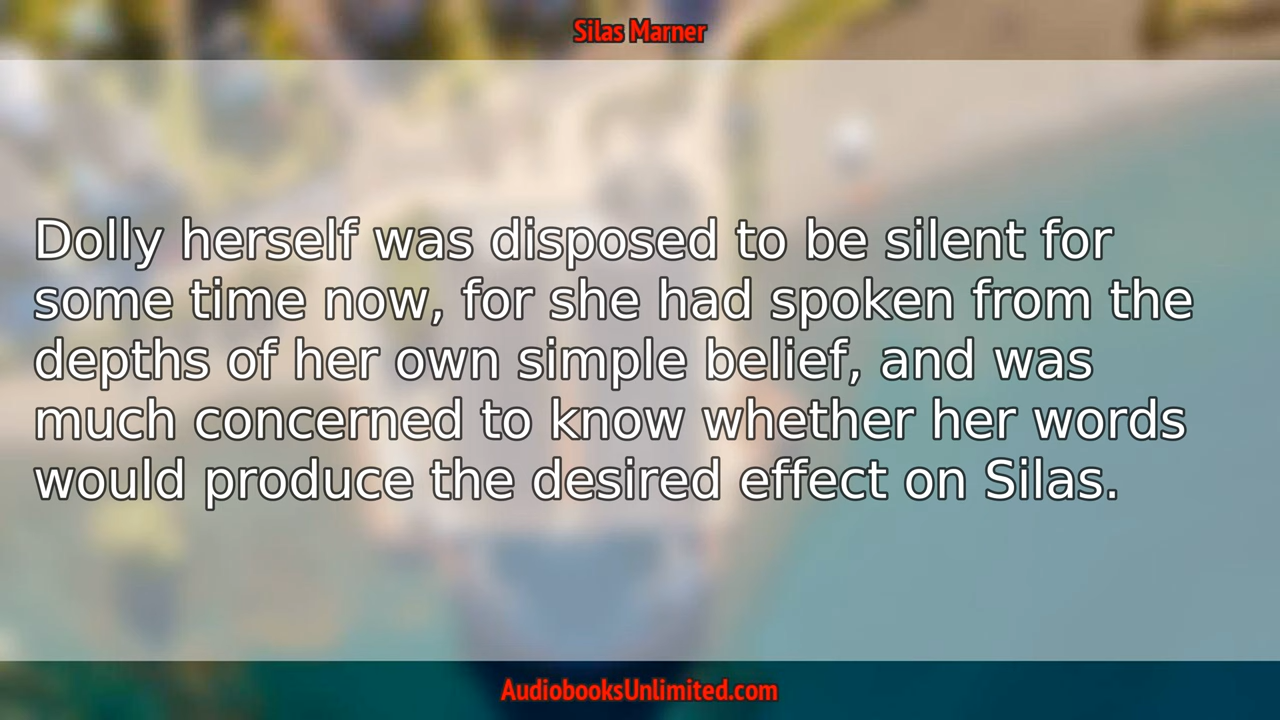 Silas Marner
Dolly herself was disposed to be silent for
some time now, for she had spoken from the
depths of her own simple belief, and was
much concerned to know whether her words
would produce the desired effect on Silas.
AudiobooksUnlimited.com